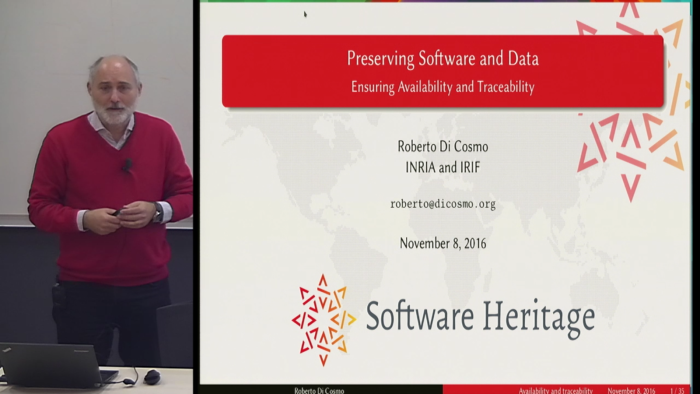 Preserving Software and Data
Ensuring Availability and Traceability
Roberto Di Cosmo
INRIA and IRIF
roberto@dicosmo.org
November 8, 2016
Software Heritage
Roberto Di Cosmo
Availability and traceability
November 8, 2016
1 / 35